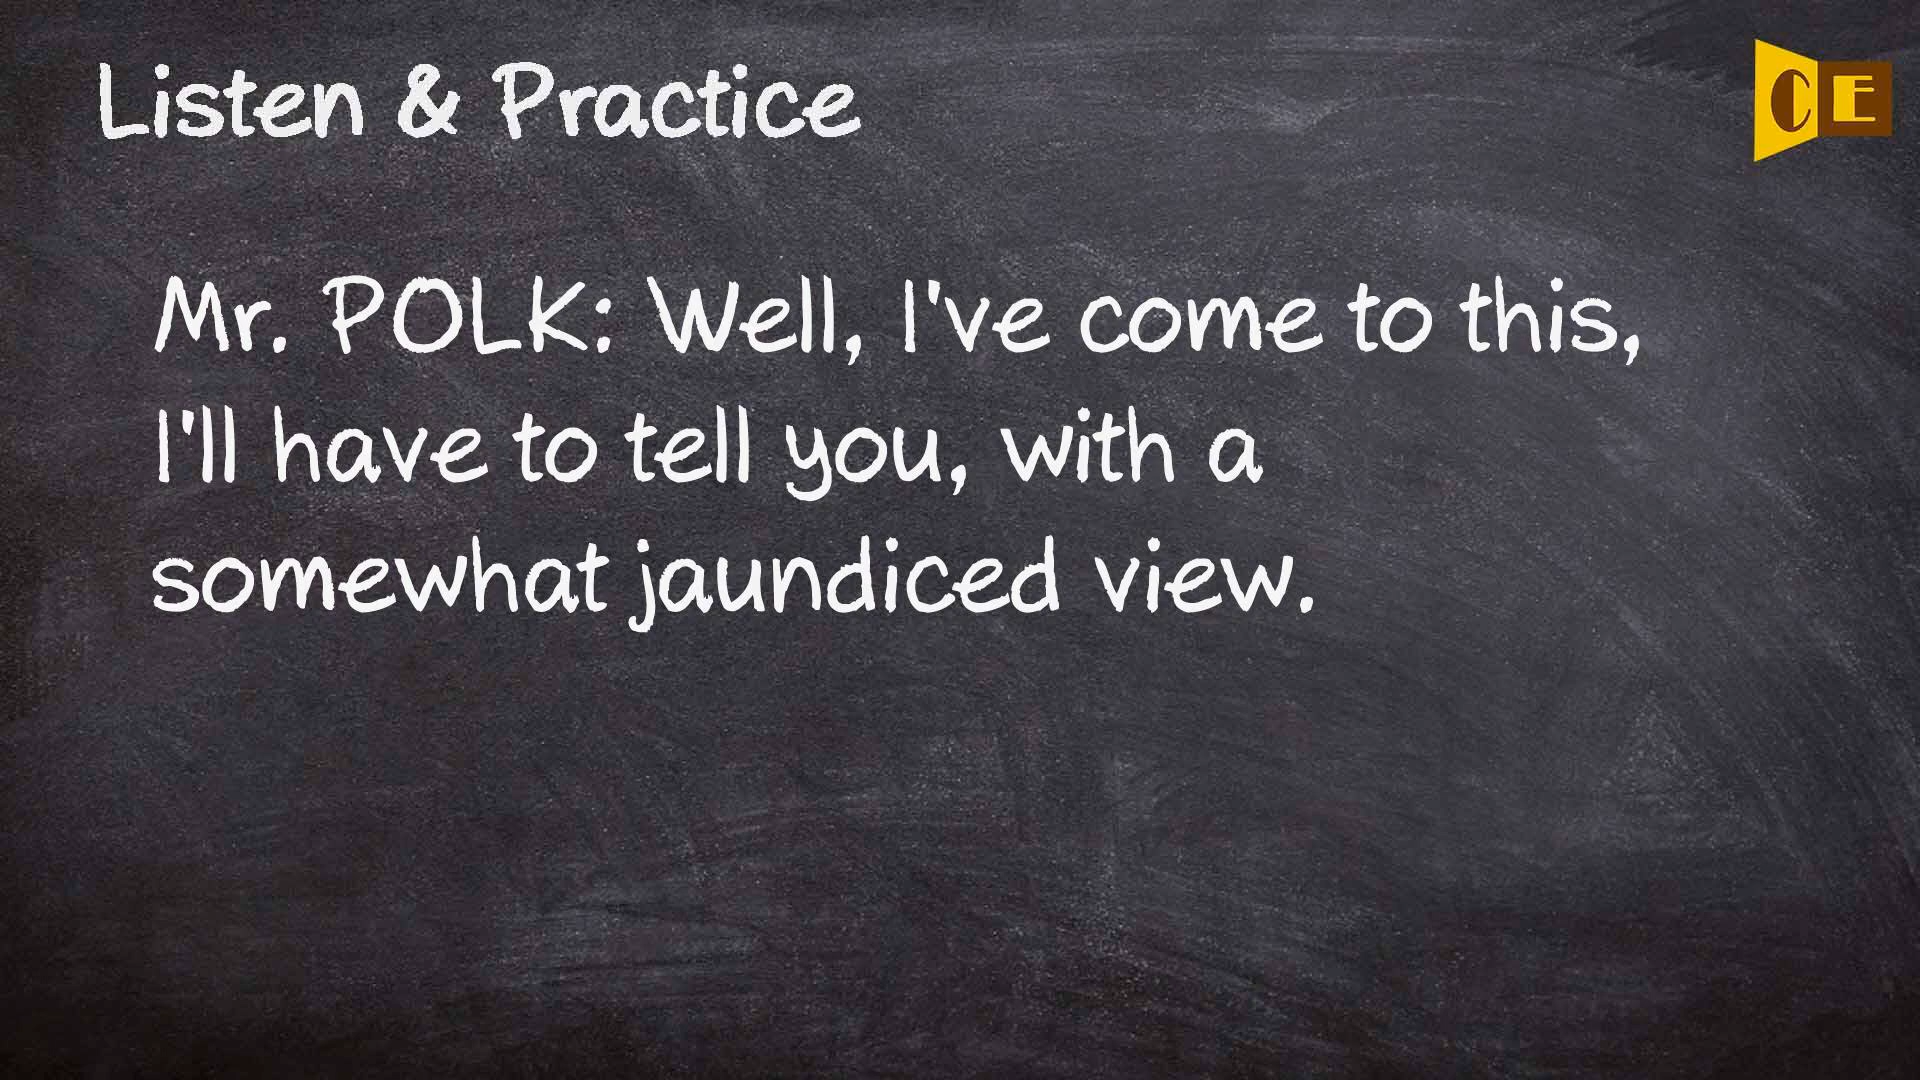 Listen & Practice
CE
Mr. POLK: Well, I've come to this,
I'll have to tell you, with a
somewhat jaundiced view.